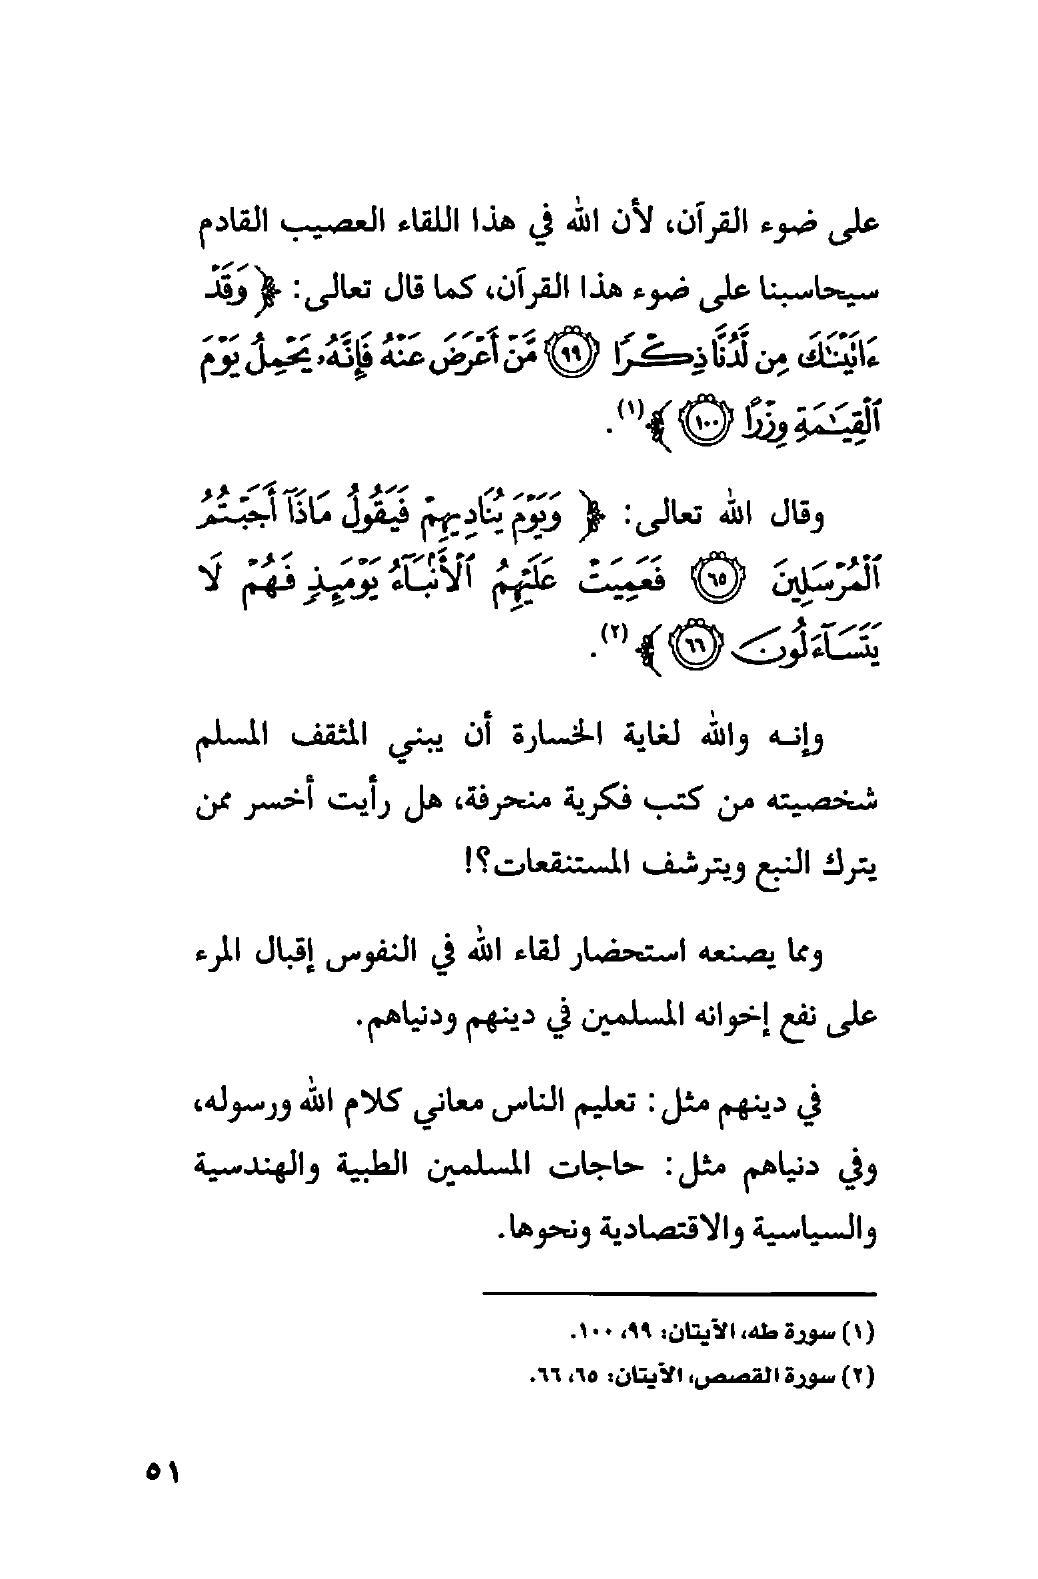 على ضوء القرآن، لأن الله في هذا اللقاء العصيب القادم
سيحاسبنا على ضوء هذا القرآن، كما قال تعالى: ﴿وَقَدْ
ءَاتَيْنَٰكَ مِن لَّدُنَّا ذِكْرًا ۝٩٩ مَّنْ أَعْرَضَ عَنْهُ فَإِنَّهُۥ يَحْمِلُ يَوْمَ
ٱلْقِيَٰمَةِ وِزْرًا ۝١٠٠﴾(١).
وقال الله تعالى: ﴿وَيَوْمَ يُنَادِيهِمْ فَيَقُولُ مَاذَآ أَجَبْتُمُ
ٱلْمُرْسَلِينَ ۝٦٥ فَعَمِيَتْ عَلَيْهِمُ ٱلْأَنۢبَآءُ يَوْمَئِذٍ فَهُمْ لَا
يَتَسَآءَلُونَ ۝٦٦﴾(٢).
وإنه والله لغاية الخسارة أن يبني المثقف المسلم
شخصيته من كتب فكرية منحرفة، هل رأيت أخسر ممن
يترك النبع ويترشف المستنقعات؟!
ومما يصنعه استحضار لقاء الله في النفوس إقبال المرء
على نفع إخوانه المسلمين في دينهم ودنياهم.
في دينهم مثل: تعليم الناس معاني كلام الله ورسوله،
وفي دنياهم مثل: حاجات المسلمين الطبية والهندسية
والسياسية والاقتصادية ونحوها.
(١) سورة طه، الآيتان: ٩٩، ١٠٠.
(٢) سورة القصص، الآيتان: ٦٥، ٦٦.
٥١